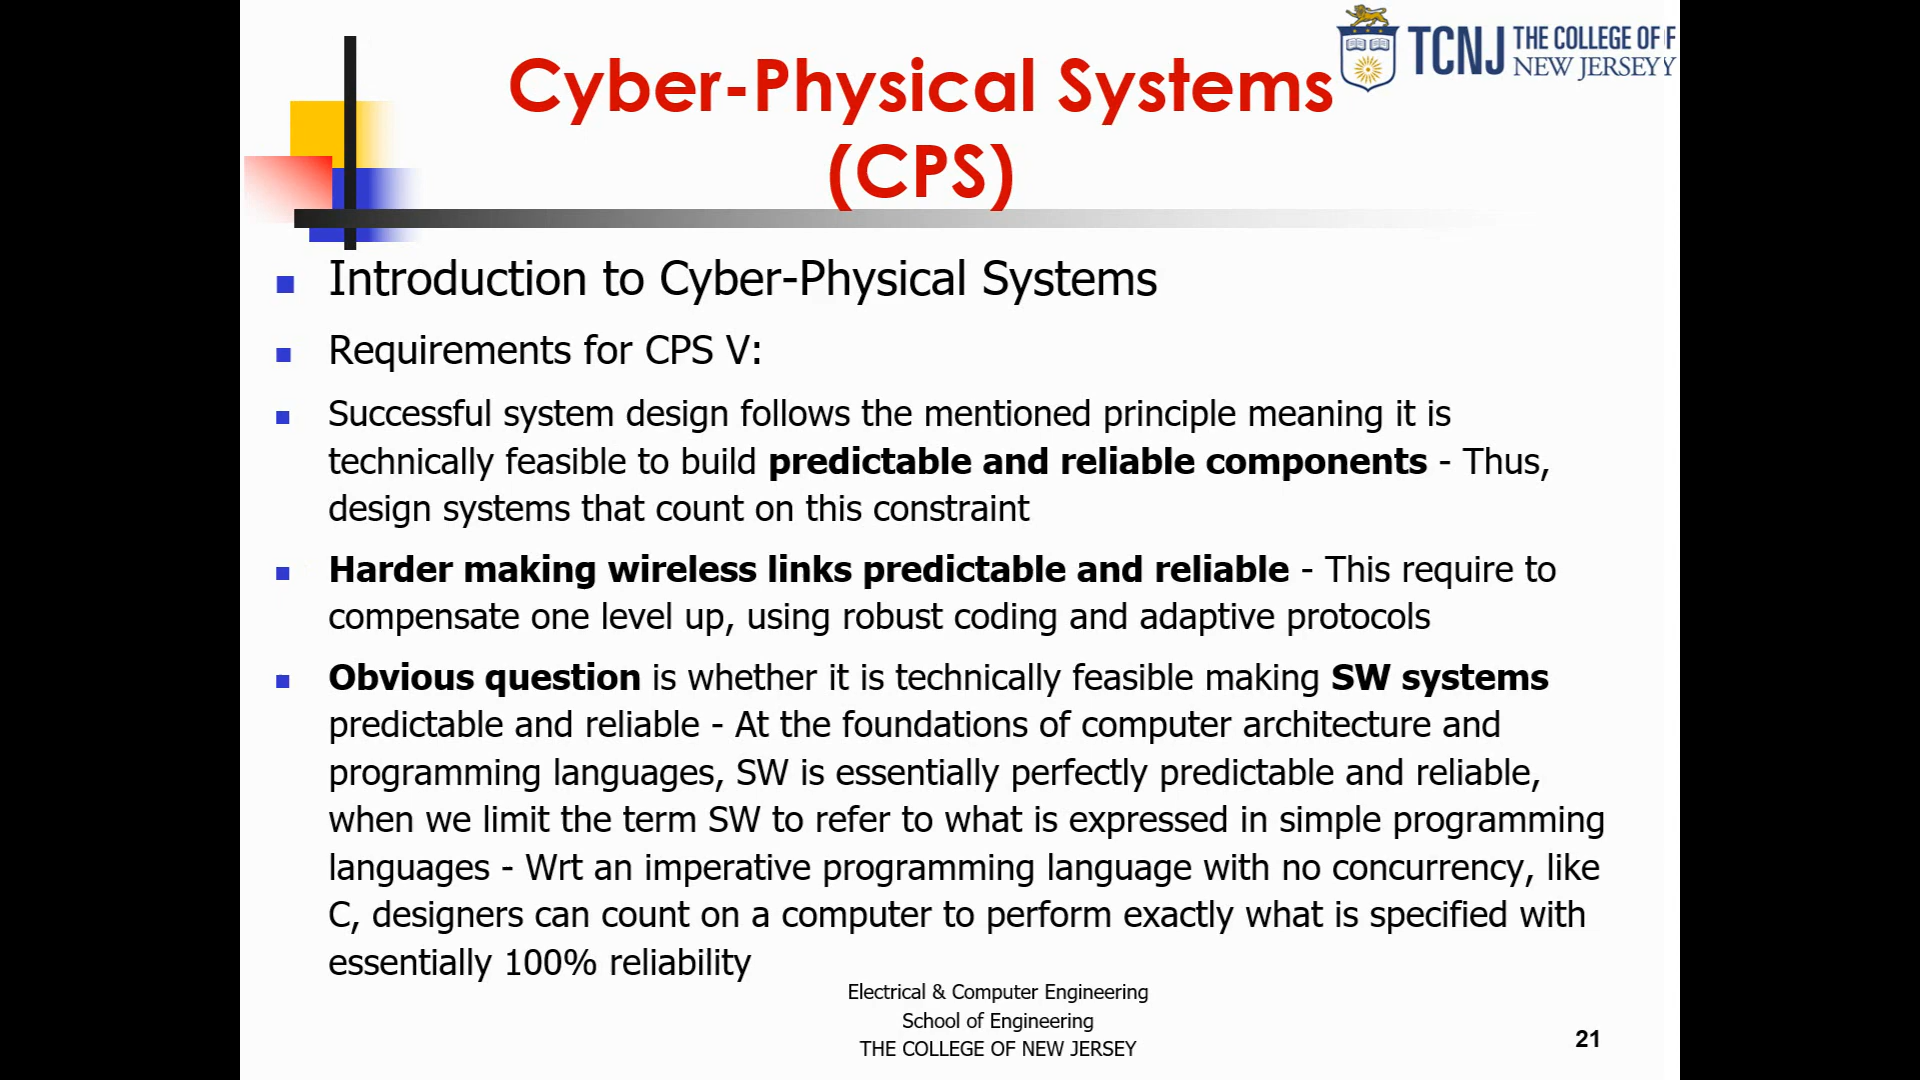 TCNJ THE COLLEGE OF F
NEW JERSEY Y
Cyber-Physical Systems
(CPS)
Introduction to Cyber-Physical Systems
Requirements for CPS V:
Successful system design follows the mentioned principle meaning it is
technically feasible to build predictable and reliable components - Thus,
design systems that count on this constraint
Harder making wireless links predictable and reliable - This require to
compensate one level up, using robust coding and adaptive protocols
Obvious question is whether it is technically feasible making SW systems
predictable and reliable - At the foundations of computer architecture and
programming languages, SW is essentially perfectly predictable and reliable,
when we limit the term SW to refer to what is expressed in simple programming
languages - Wrt an imperative programming language with no concurrency, like
C, designers can count on a computer to perform exactly what is specified with
essentially 100% reliability
Electrical & Computer Engineering
School of Engineering
THE COLLEGE OF NEW JERSEY
21